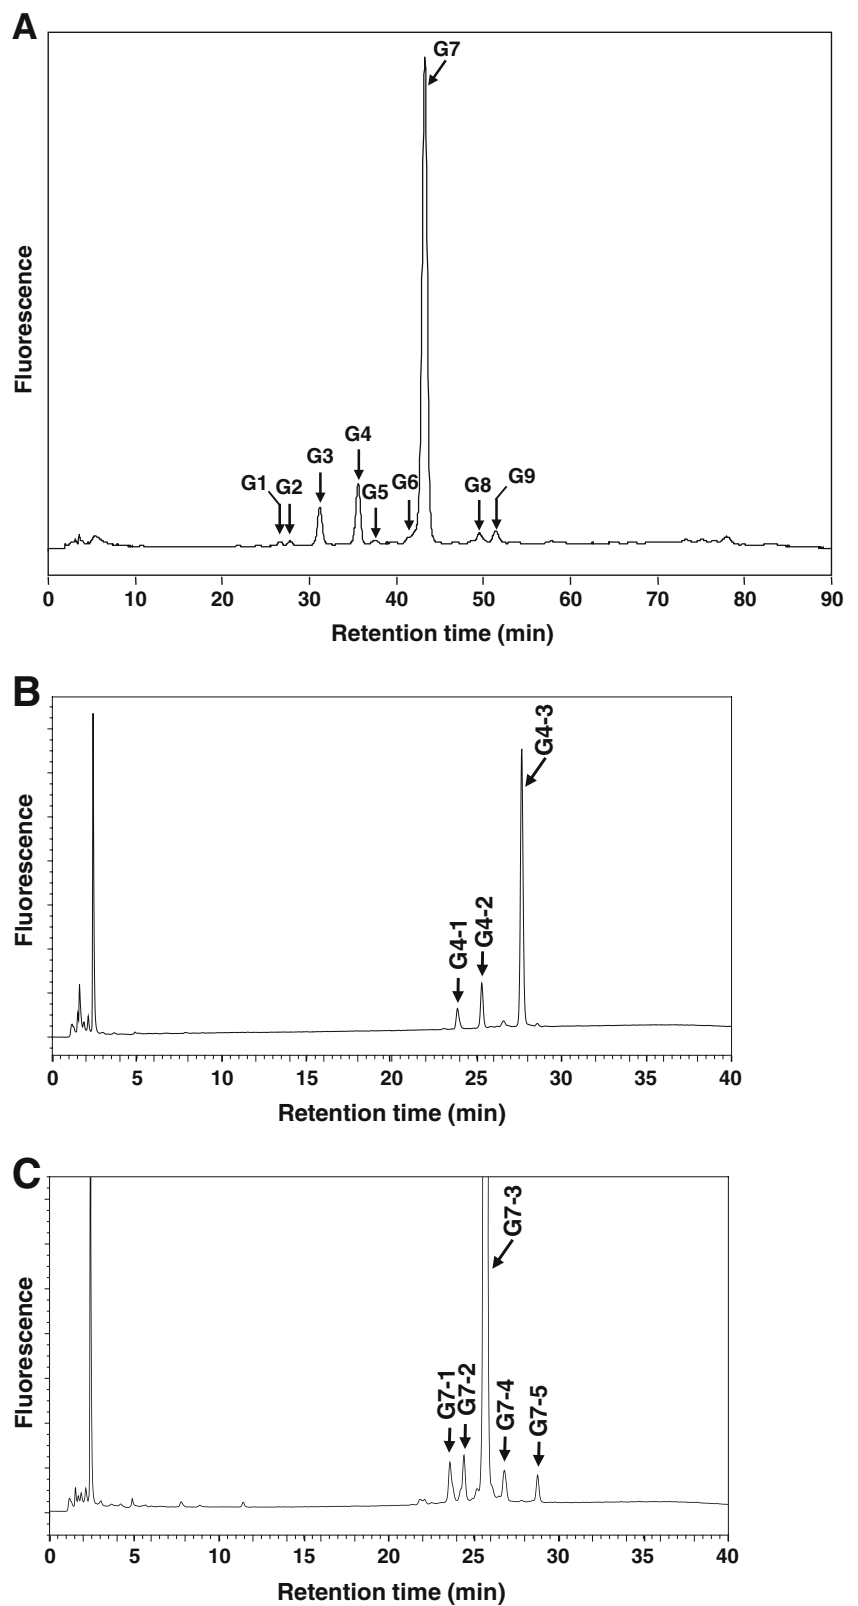 A
G7
G4
G3
G1
G2
G5
G6
G8
G9
Fluorescence
0 10 20 30 40 50 60 70 80 90
Retention time (min)
B
G4-3
G4-2
G4-1
Fluorescence
0 5 10 15 20 25 30 35 40
Retention time (min)
C
G7-3
G7-1
G7-2
G7-4
G7-5
Fluorescence
0 5 10 15 20 25 30 35 40
Retention time (min)